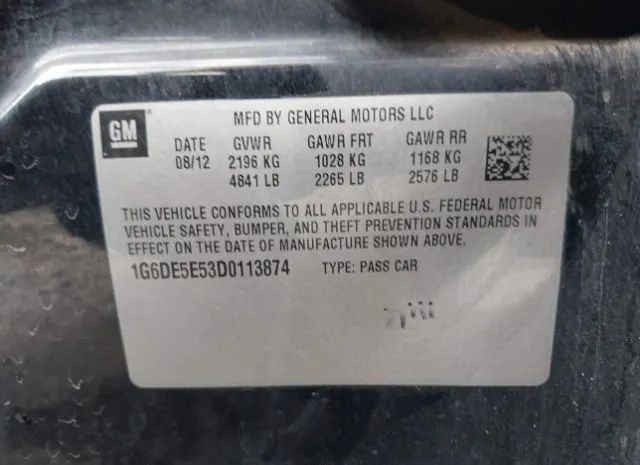 GM
MFD BY GENERAL MOTORS LLC
DATE GVWR GAWR FRT GAWR RR
08/12 2196 KG 1028 KG 1168 KG
4841 LB 2265 LB 2576 LB
THIS VEHICLE CONFORMS TO ALL APPLICABLE U.S. FEDERAL MOTOR
VEHICLE SAFETY, BUMPER, AND THEFT PREVENTION STANDARDS IN
EFFECT ON THE DATE OF MANUFACTURE SHOWN ABOVE.
1G6DE5E53D0113874 TYPE: PASS CAR